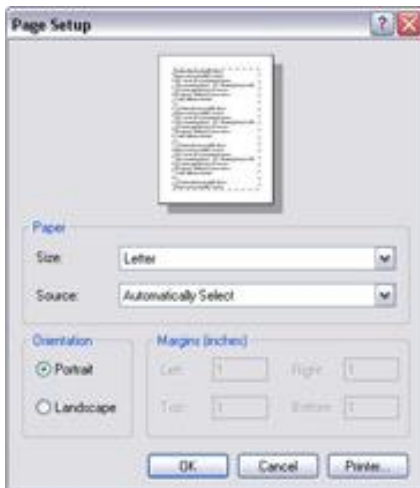 Page Setup
Paper
Size: Letter
Source: Automatically Select
Orientation
Portrait
Landscape
Margins (inches)
Left: 1 Right: 1
Top: 1 Bottom: 1
OK Cancel Printer...